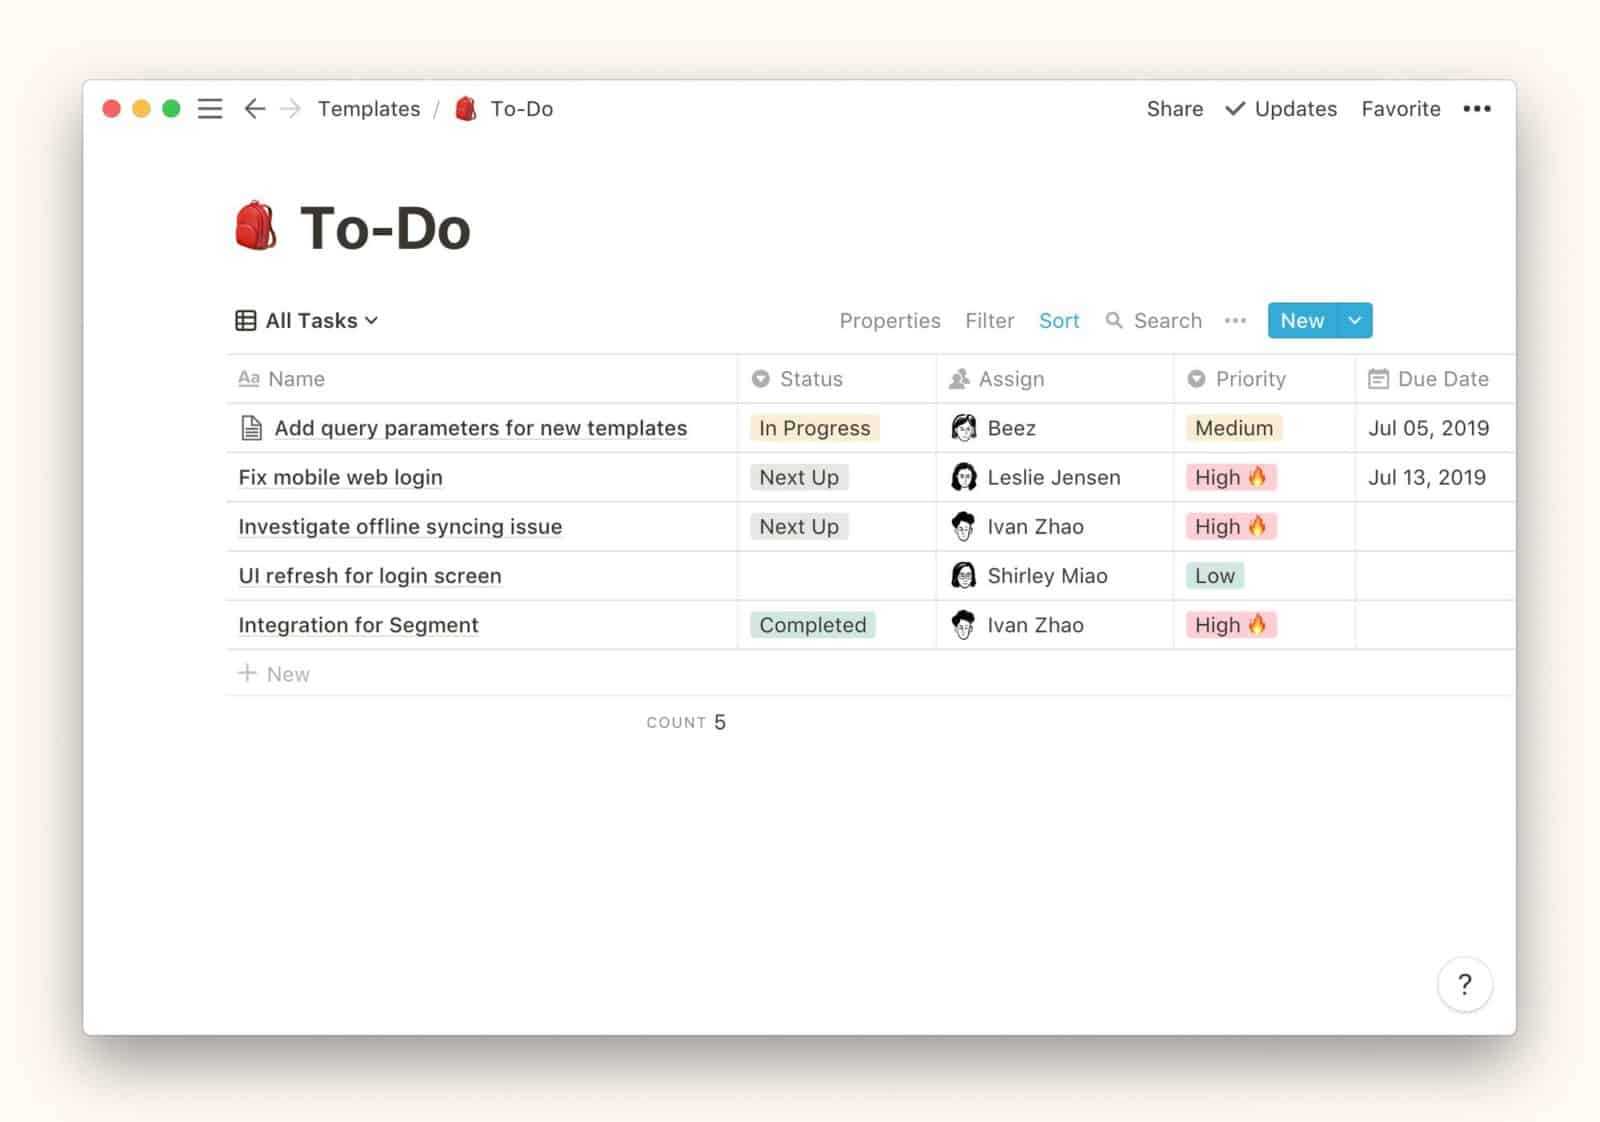 Templates / To-Do Share Updates Favorite
To-Do
All Tasks Properties Filter Sort Search New
Aa Name Status Assign Priority Due Date
Add query parameters for new templates In Progress Beez Medium Jul 05, 2019
Fix mobile web login Next Up Leslie Jensen High Jul 13, 2019
Investigate offline syncing issue Next Up Ivan Zhao High
UI refresh for login screen Shirley Miao Low
Integration for Segment Completed Ivan Zhao High
+ New
COUNT 5
?